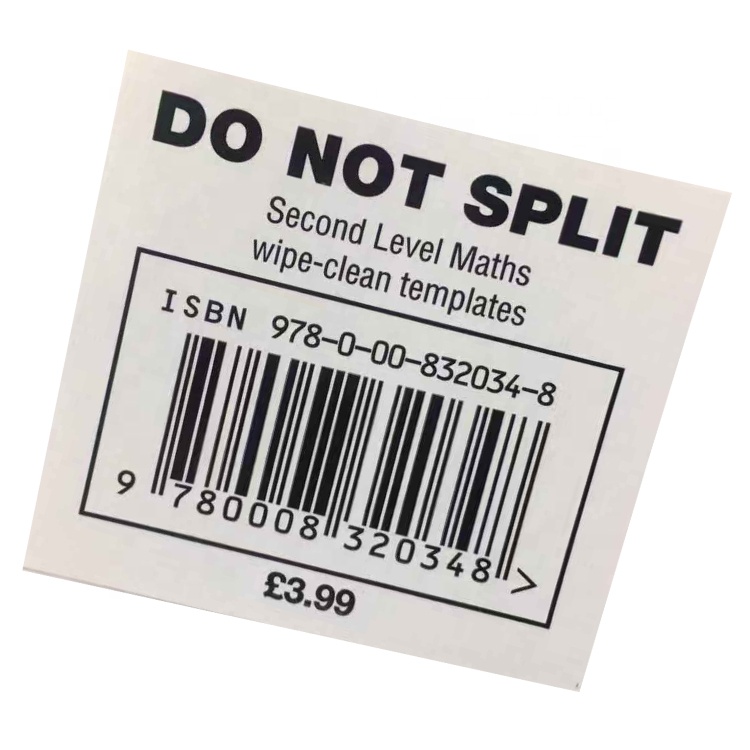 DO NOT SPLIT
Second Level Maths
wipe-clean templates
ISBN 978-0-00-832034-8
9 780008 320348 >
£3.99